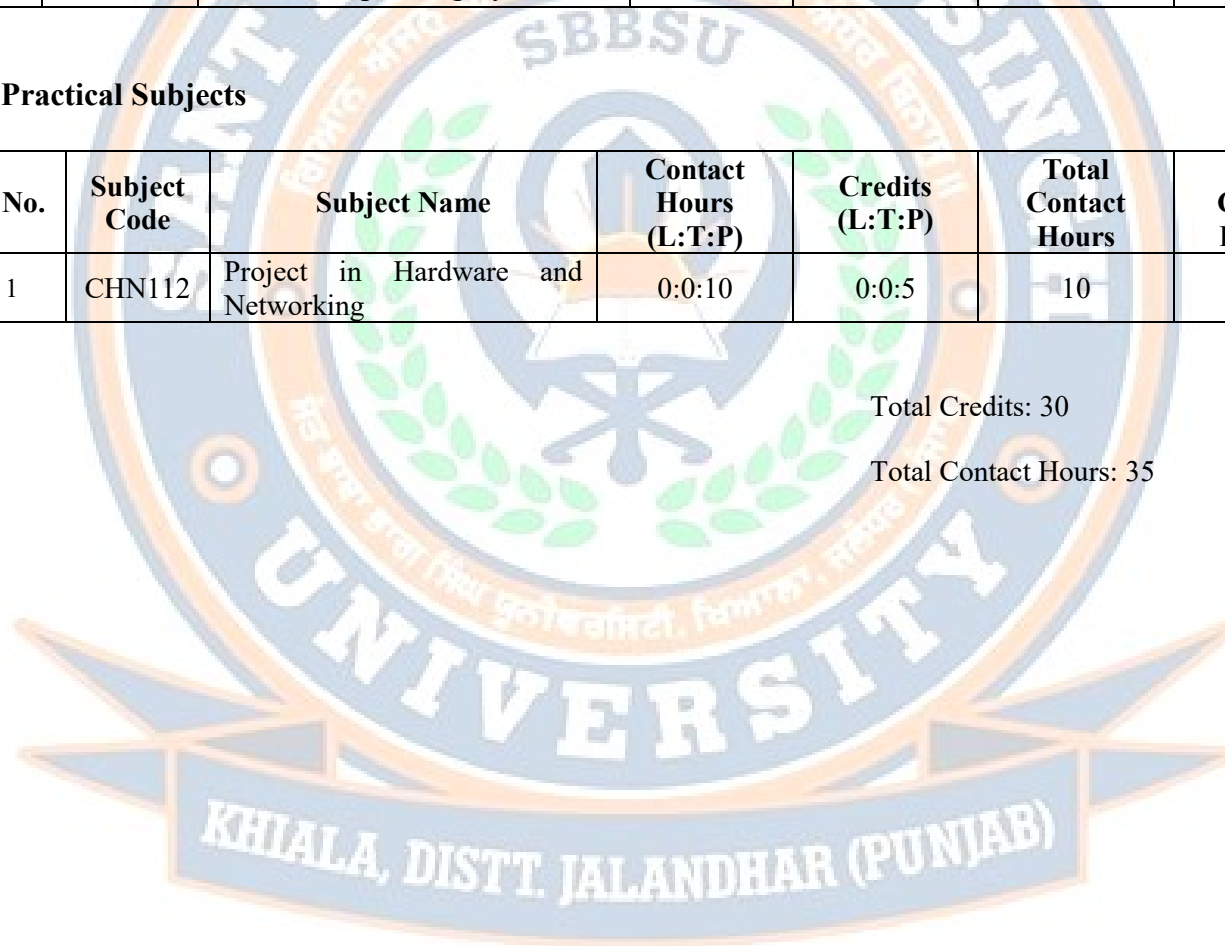 SBBSU
Practical Subjects
No. Subject Code Subject Name Contact Hours (L:T:P) Credits (L:T:P) Total Contact Hours
1 CHN112 Project in Hardware and Networking 0:0:10 0:0:5 10
Total Credits: 30
Total Contact Hours: 35
UNIVERSITY
KHIALA, DISTT. JALANDHAR (PUNJAB)